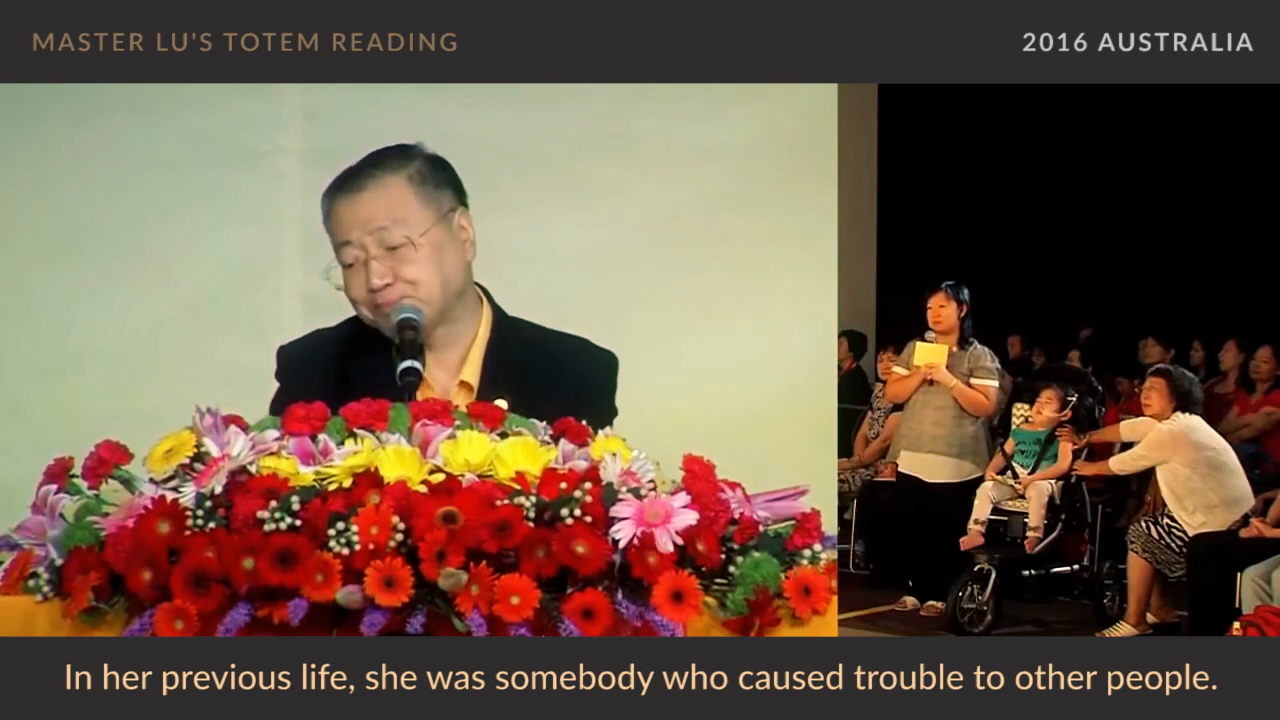 MASTER LU'S TOTEM READING
2016 AUSTRALIA
In her previous life, she was somebody who caused trouble to other people.